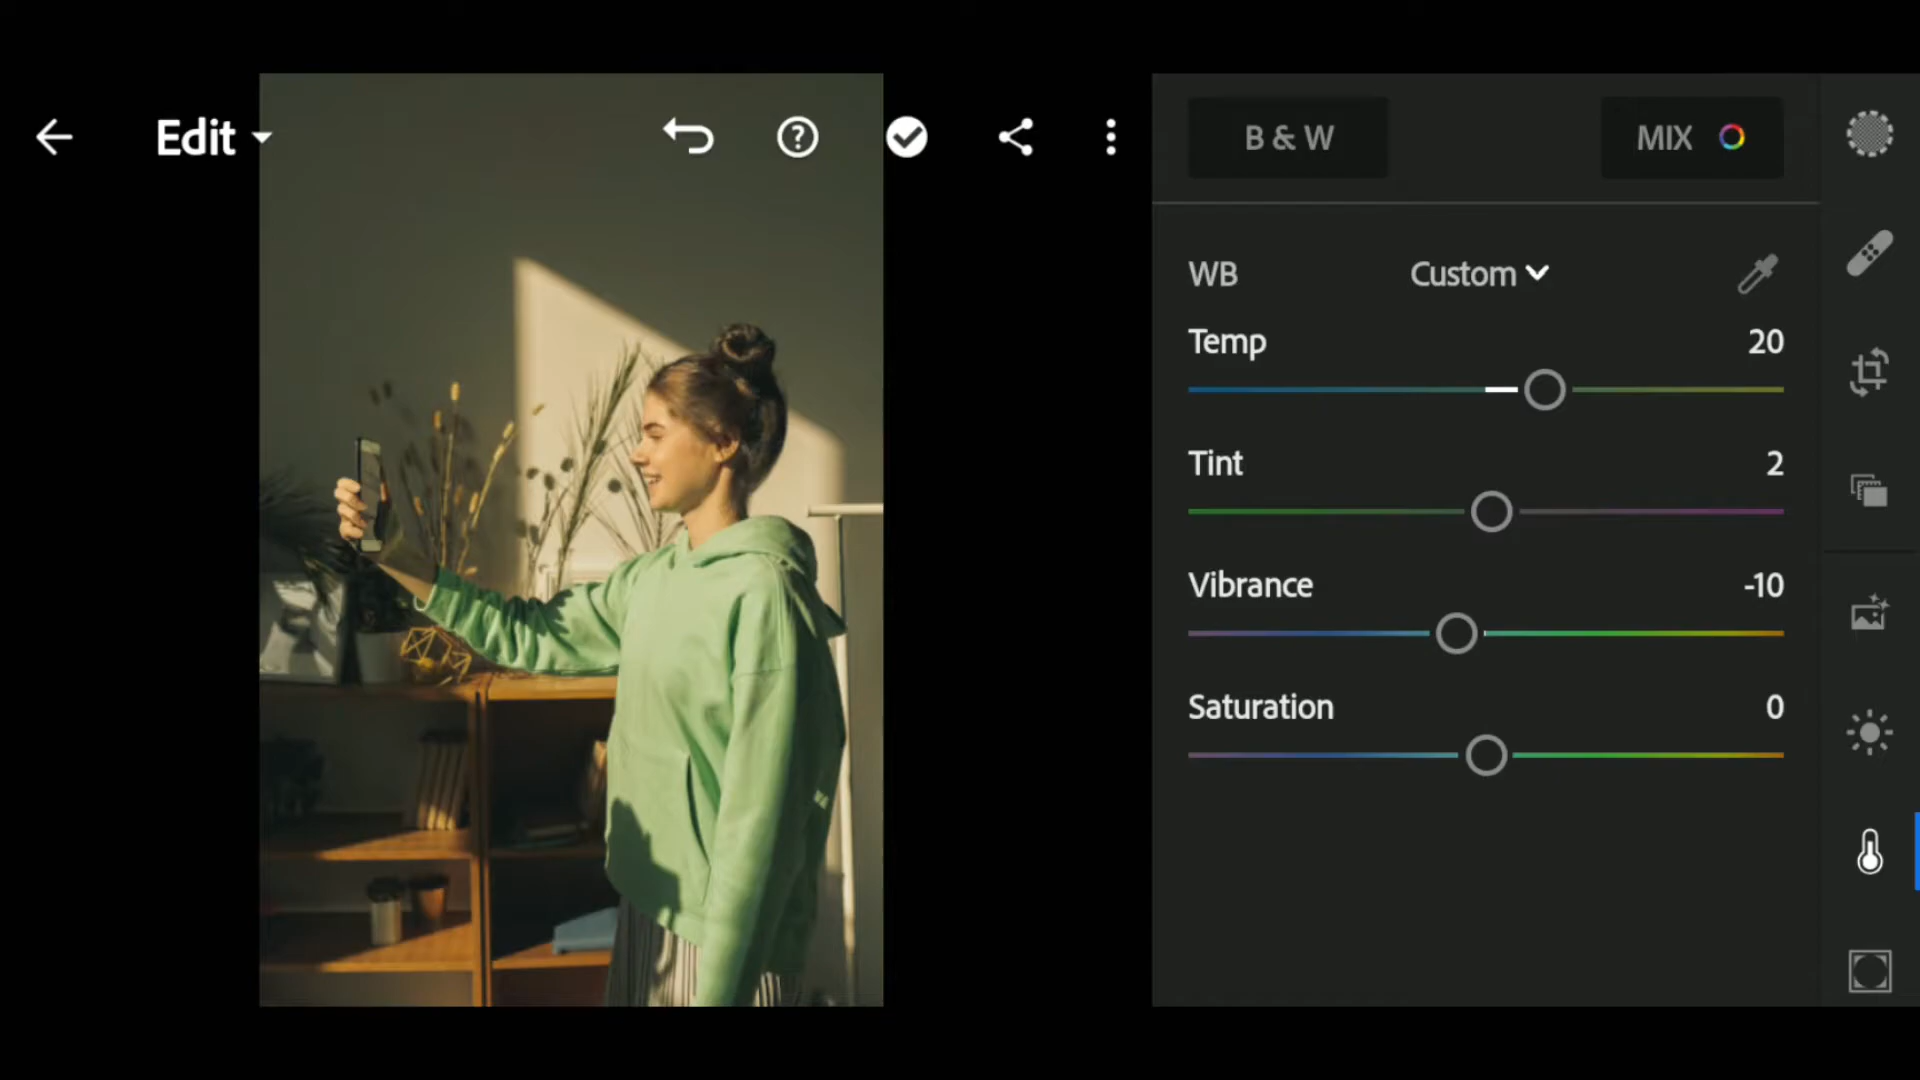 Edit
B & W
MIX
WB Custom
Temp 20
Tint 2
Vibrance -10
Saturation 0